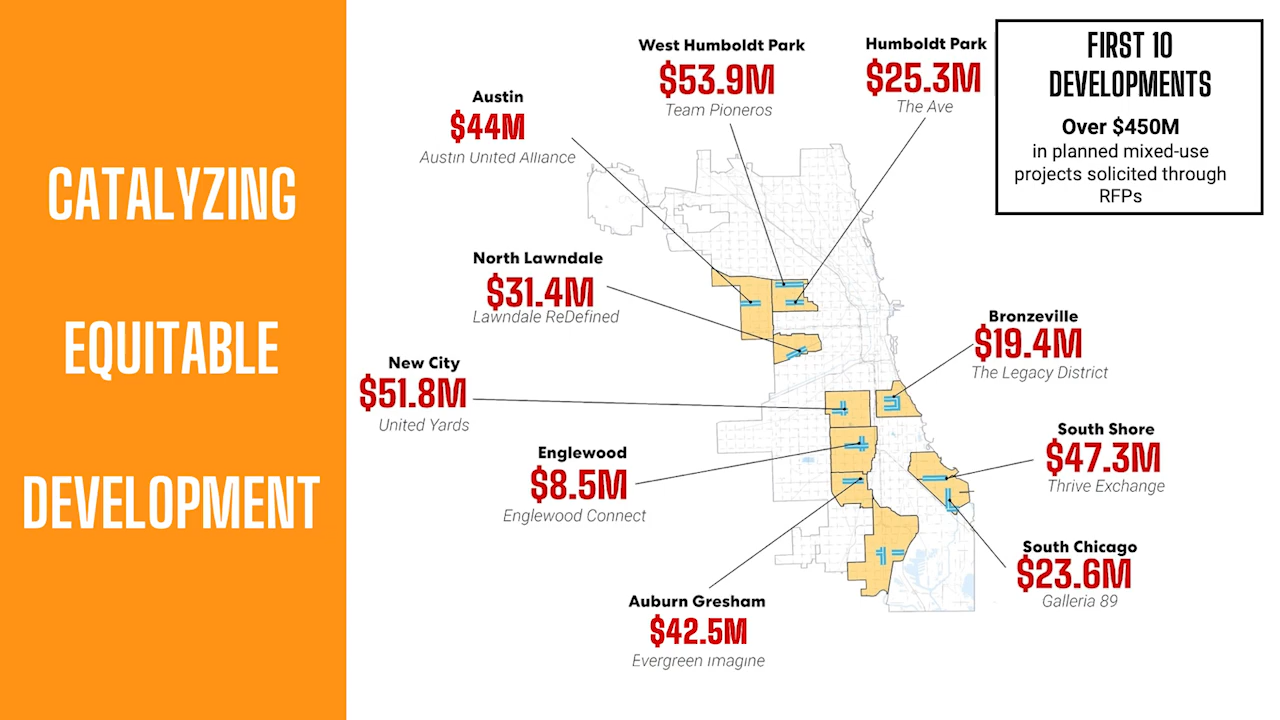 CATALYZING
EQUITABLE
DEVELOPMENT
West Humboldt Park
$53.9M
Team Pioneros
Humboldt Park
$25.3M
The Ave
FIRST 10
DEVELOPMENTS
Over $450M
in planned mixed-use
projects solicited through
RFPs
Austin
$44M
Austin United Alliance
North Lawndale
$31.4M
Lawndale ReDefined
New City
$51.8M
United Yards
Englewood
$8.5M
Englewood Connect
Auburn Gresham
$42.5M
Evergreen Imagine
Bronzeville
$19.4M
The Legacy District
South Shore
$47.3M
Thrive Exchange
South Chicago
$23.6M
Galleria 89